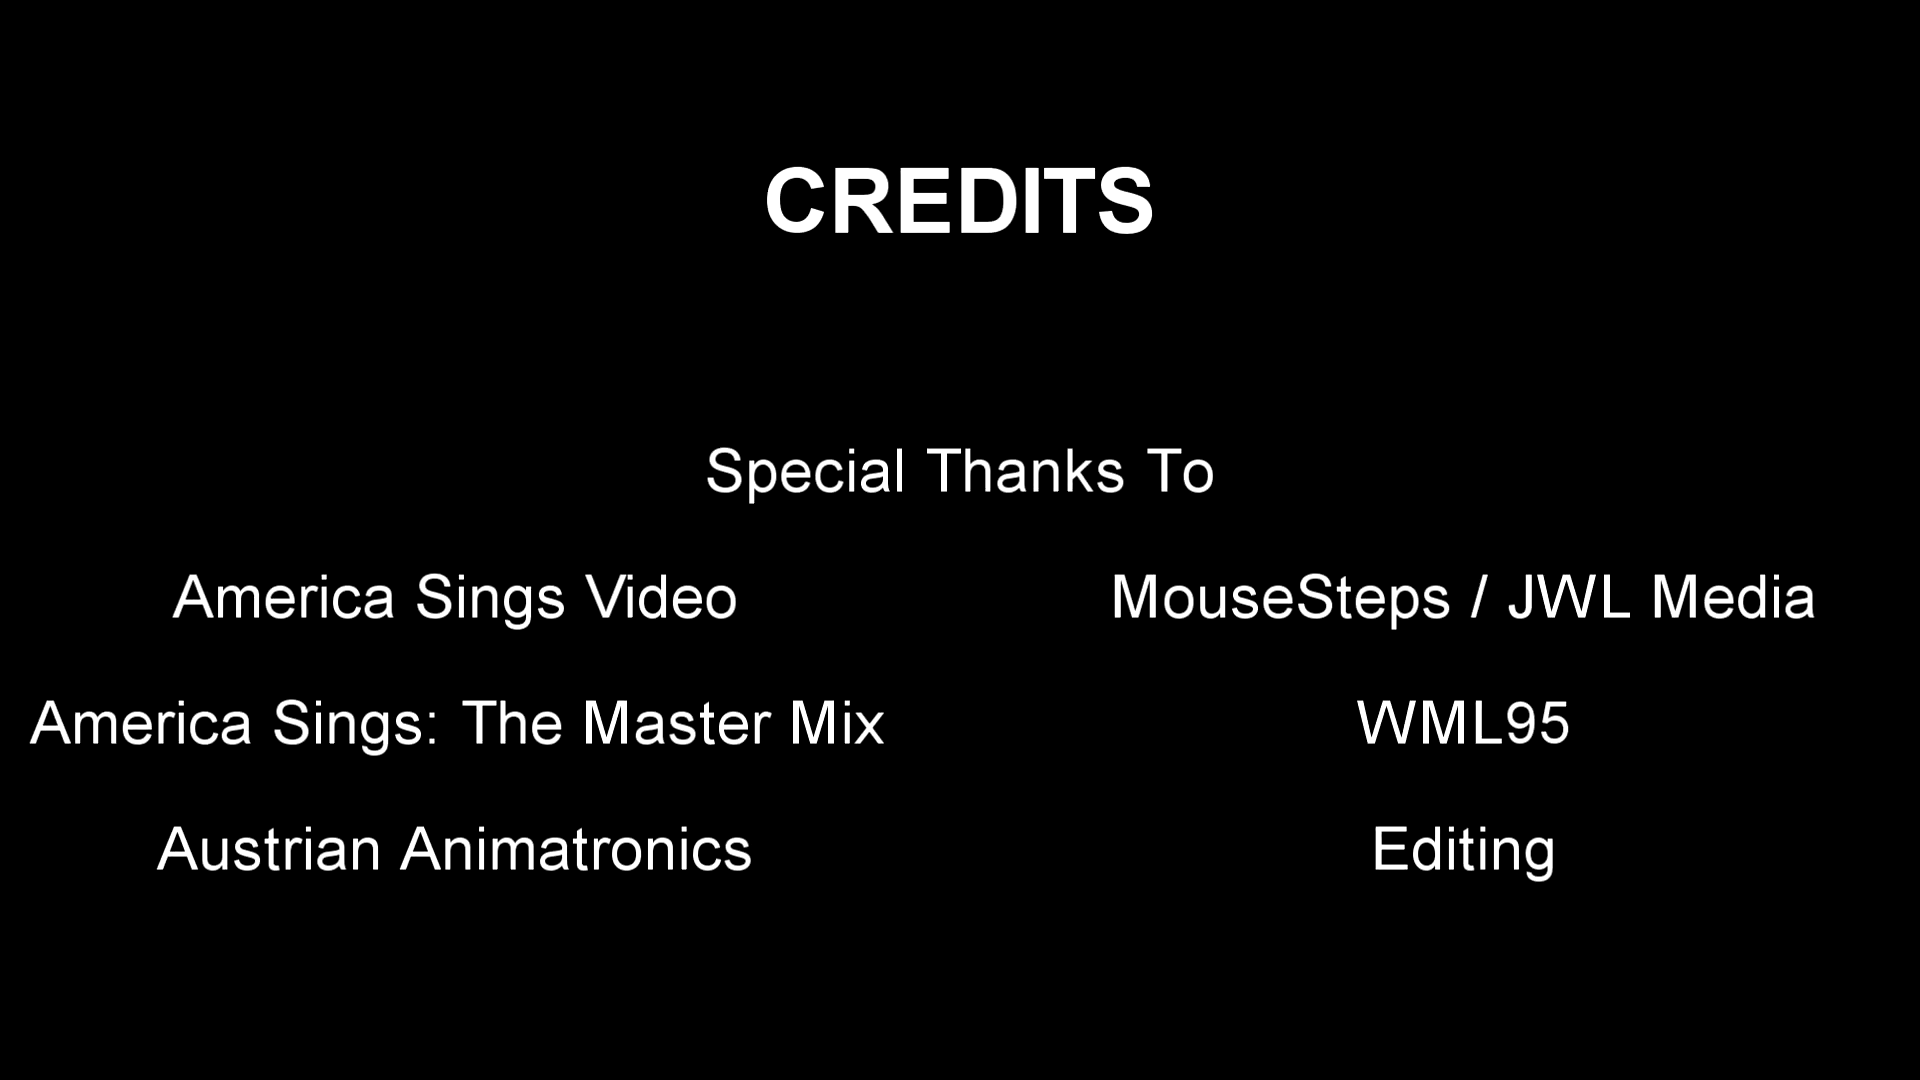 CREDITS
Special Thanks To
America Sings Video MouseSteps / JWL Media
America Sings: The Master Mix WML95
Austrian Animatronics Editing